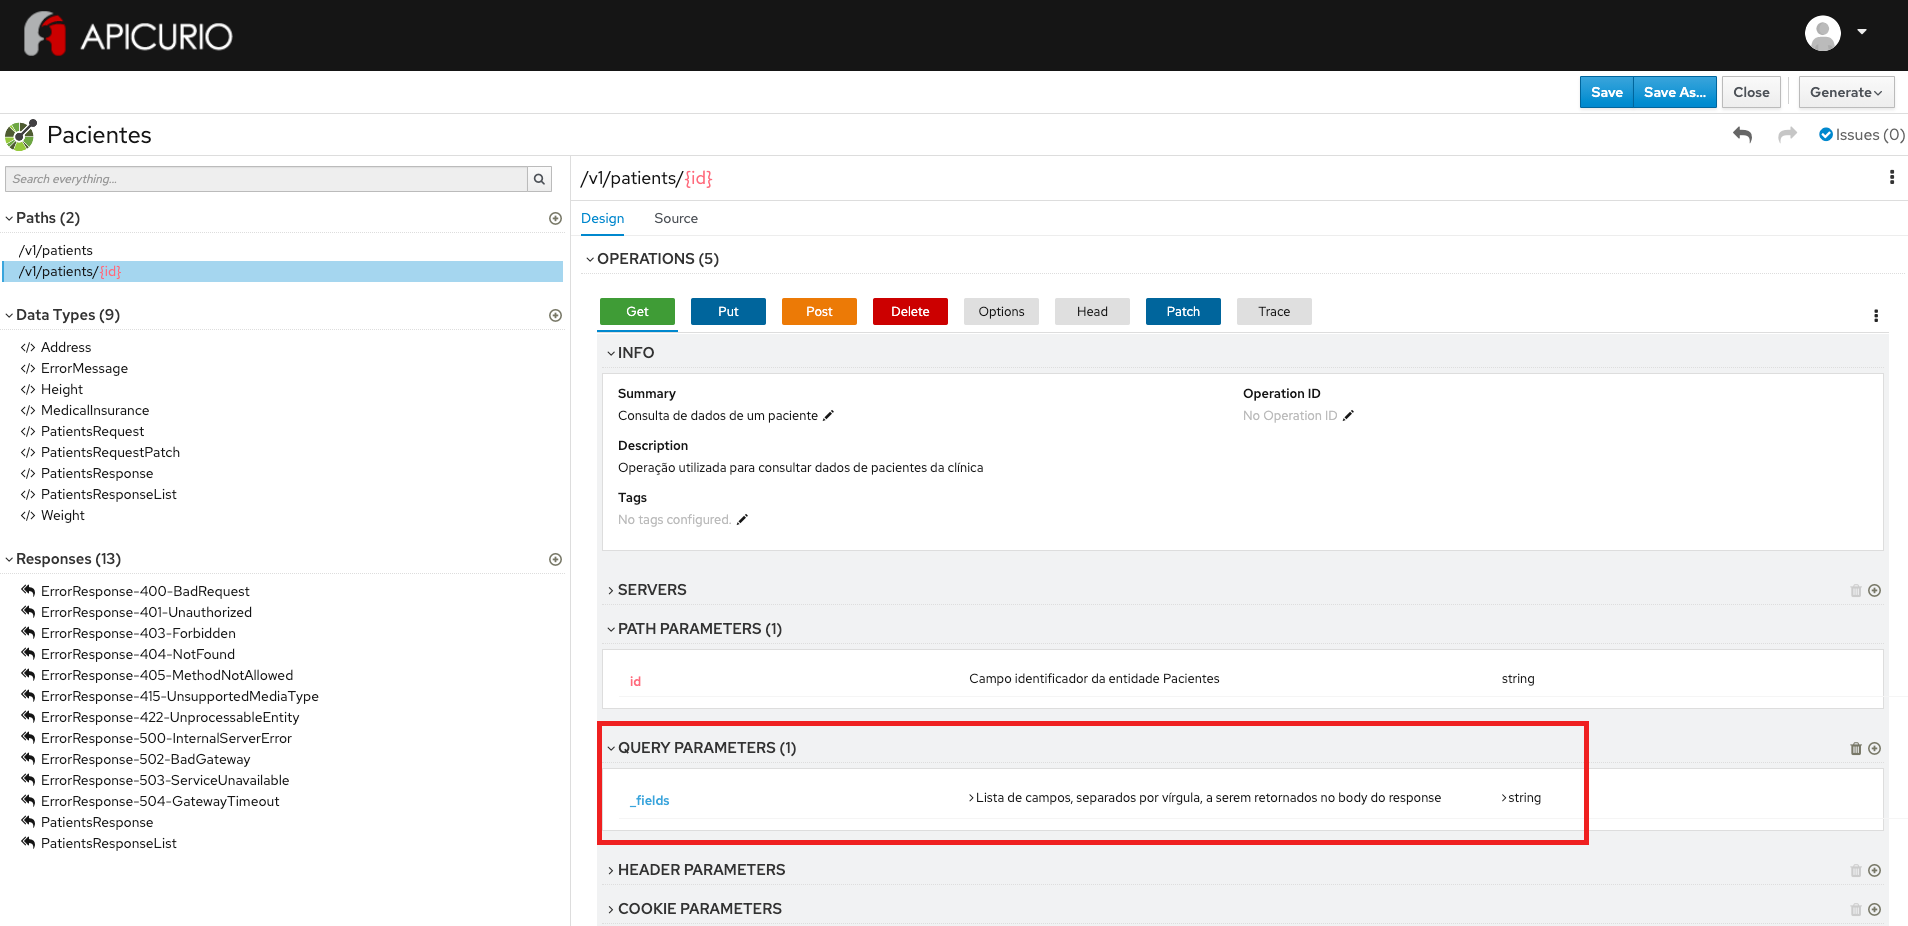 APICURIO
Save
Save As...
Close
Generate
Pacientes
Issues (0)
Search everything...
Paths (2)
/v1/patients
/v1/patients/{id}
Data Types (9)
</> Address
</> ErrorMessage
</> Height
</> MedicalInsurance
</> PatientsRequest
</> PatientsRequestPatch
</> PatientsResponse
</> PatientsResponseList
</> Weight
Responses (13)
ErrorResponse-400-BadRequest
ErrorResponse-401-Unauthorized
ErrorResponse-403-Forbidden
ErrorResponse-404-NotFound
ErrorResponse-405-MethodNotAllowed
ErrorResponse-415-UnsupportedMediaType
ErrorResponse-422-UnprocessableEntity
ErrorResponse-500-InternalServerError
ErrorResponse-502-BadGateway
ErrorResponse-503-ServiceUnavailable
ErrorResponse-504-GatewayTimeout
PatientsResponse
PatientsResponseList
/v1/patients/{id}
Design
Source
OPERATIONS (5)
Get
Put
Post
Delete
Options
Head
Patch
Trace
INFO
Summary
Consulta de dados de um paciente
Operation ID
No Operation ID
Description
Operação utilizada para consultar dados de pacientes da clínica
Tags
No tags configured.
SERVERS
PATH PARAMETERS (1)
id
Campo identificador da entidade Pacientes
string
QUERY PARAMETERS (1)
_fields
Lista de campos, separados por vírgula, a serem retornados no body do response
string
HEADER PARAMETERS
COOKIE PARAMETERS